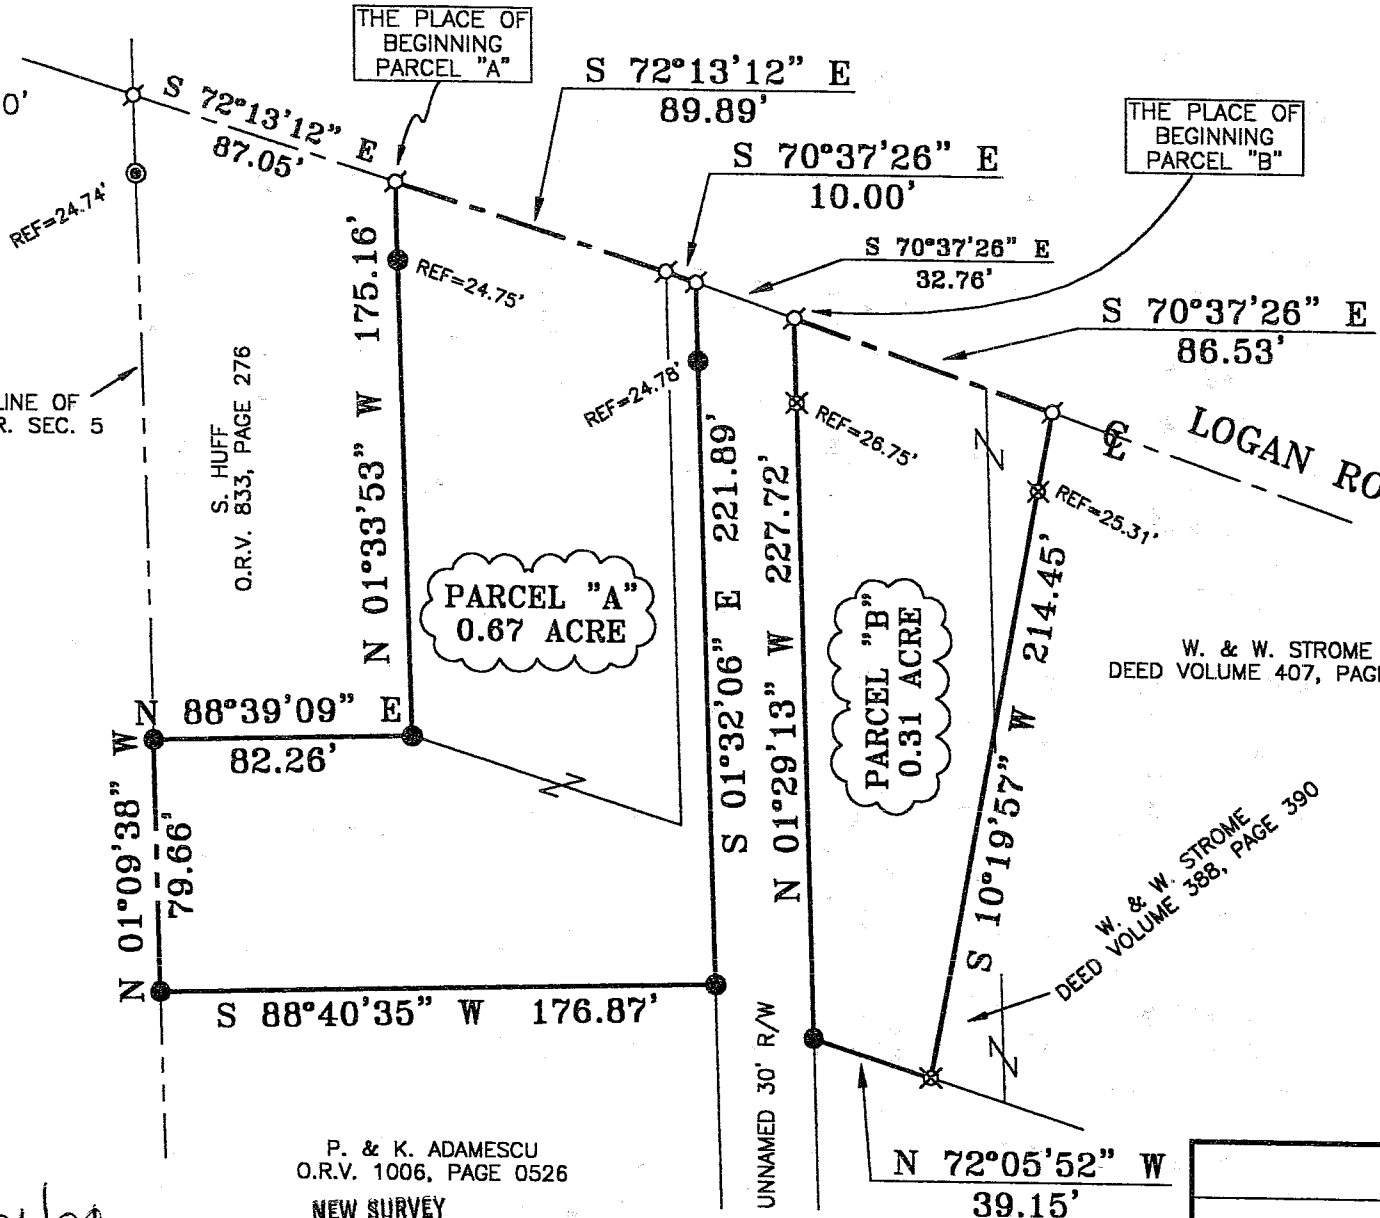 THE PLACE OF
BEGINNING
PARCEL "A"
S 72°13'12" E
87.05'
0'
S 72°13'12" E
89.89'
S 70°37'26" E
10.00'
THE PLACE OF
BEGINNING
PARCEL "B"
S 70°37'26" E
32.76'
S 70°37'26" E
86.53'
REF=24.74'
REF=24.75'
REF=24.78'
REF=26.75'
REF=25.31'
LINE OF
R. SEC. 5
S. HUFF
O.R.V. 833, PAGE 276
N 01°33'53" W 175.16'
PARCEL "A"
0.67 ACRE
S 01°32'06" E 221.89'
N 01°29'13" W 227.72'
PARCEL "B"
0.31 ACRE
S 10°19'57" W 214.45'
℄ LOGAN RO
W. & W. STROME
DEED VOLUME 407, PAG
N 88°39'09" E
82.26'
N 01°09'38" W
79.66'
S 88°40'35" W 176.87'
W. & W. STROME
DEED VOLUME 388, PAGE 390
UNNAMED 30' R/W
P. & K. ADAMESCU
O.R.V. 1006, PAGE 0526
NEW SURVEY
N 72°05'52" W
39.15'